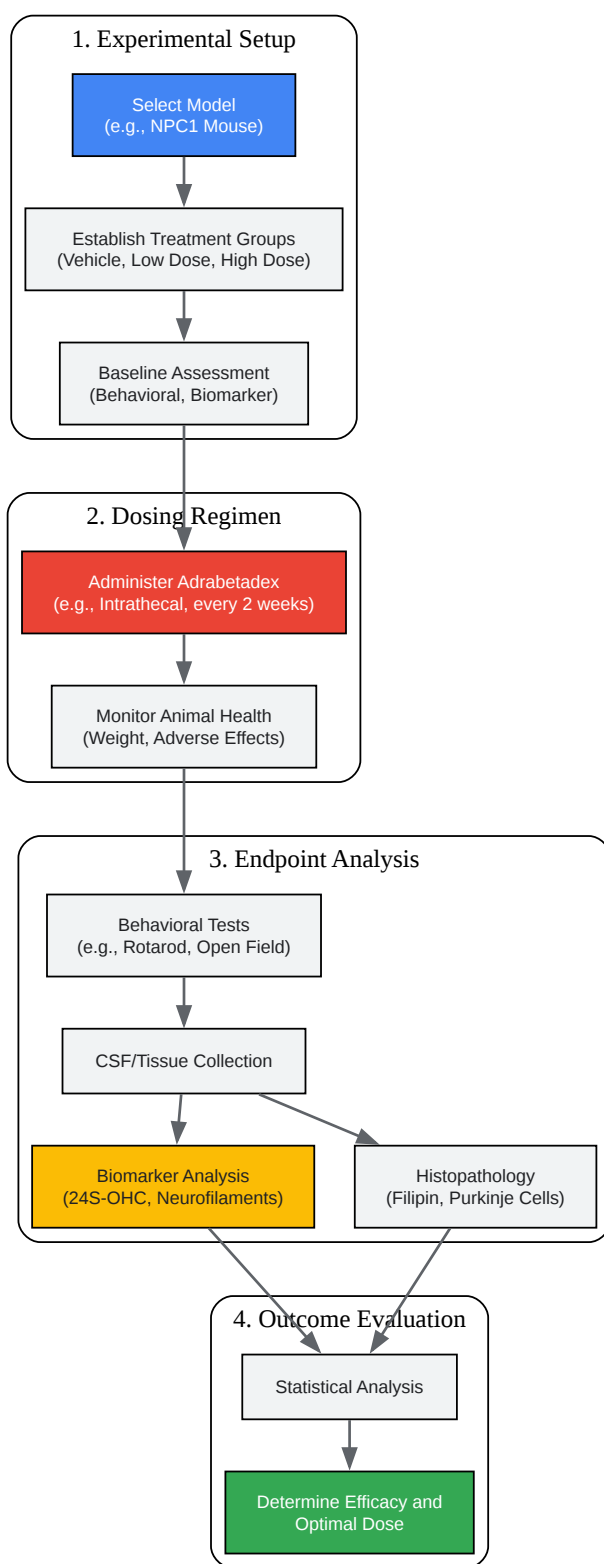 1. Experimental Setup
Select Model
(e.g., NPC1 Mouse)
Establish Treatment Groups
(Vehicle, Low Dose, High Dose)
Baseline Assessment
(Behavioral, Biomarker)
2. Dosing Regimen
Administer Adrabetadex
(e.g., Intrathecal, every 2 weeks)
Monitor Animal Health
(Weight, Adverse Effects)
3. Endpoint Analysis
Behavioral Tests
(e.g., Rotarod, Open Field)
CSF/Tissue Collection
Biomarker Analysis
(24S-OHC, Neurofilaments)
Histopathology
(Filipin, Purkinje Cells)
4. Outcome Evaluation
Statistical Analysis
Determine Efficacy and
Optimal Dose